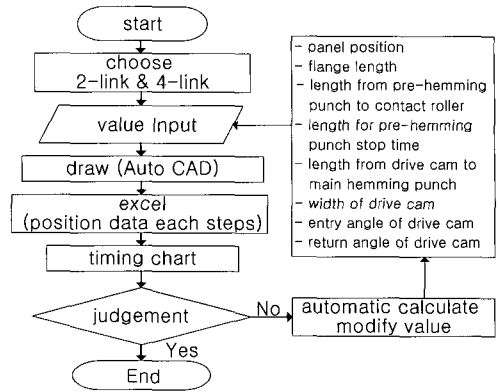 start
choose
2-link & 4-link
value Input
draw (Auto CAD)
excel
(position data each steps)
timing chart
judgement
No
Yes
End
- panel position
- flange length
- length from pre-hemming
punch to contact roller
- length for pre-hemming
punch stop time
- length from drive cam to
main hemming punch
- width of drive cam
- entry angle of drive cam
- return angle of drive cam
automatic calculate
modify value